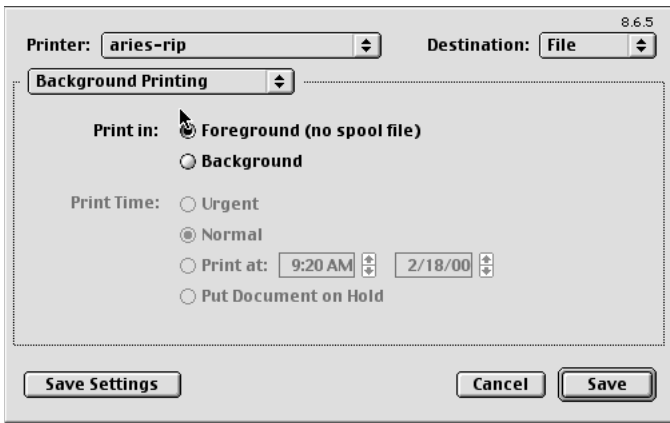 8.6.5
Printer: aries-rip Destination: File
Background Printing
Print in: Foreground (no spool file)
Background
Print Time: Urgent
Normal
Print at: 9:20 AM 2/18/00
Put Document on Hold
Save Settings Cancel Save